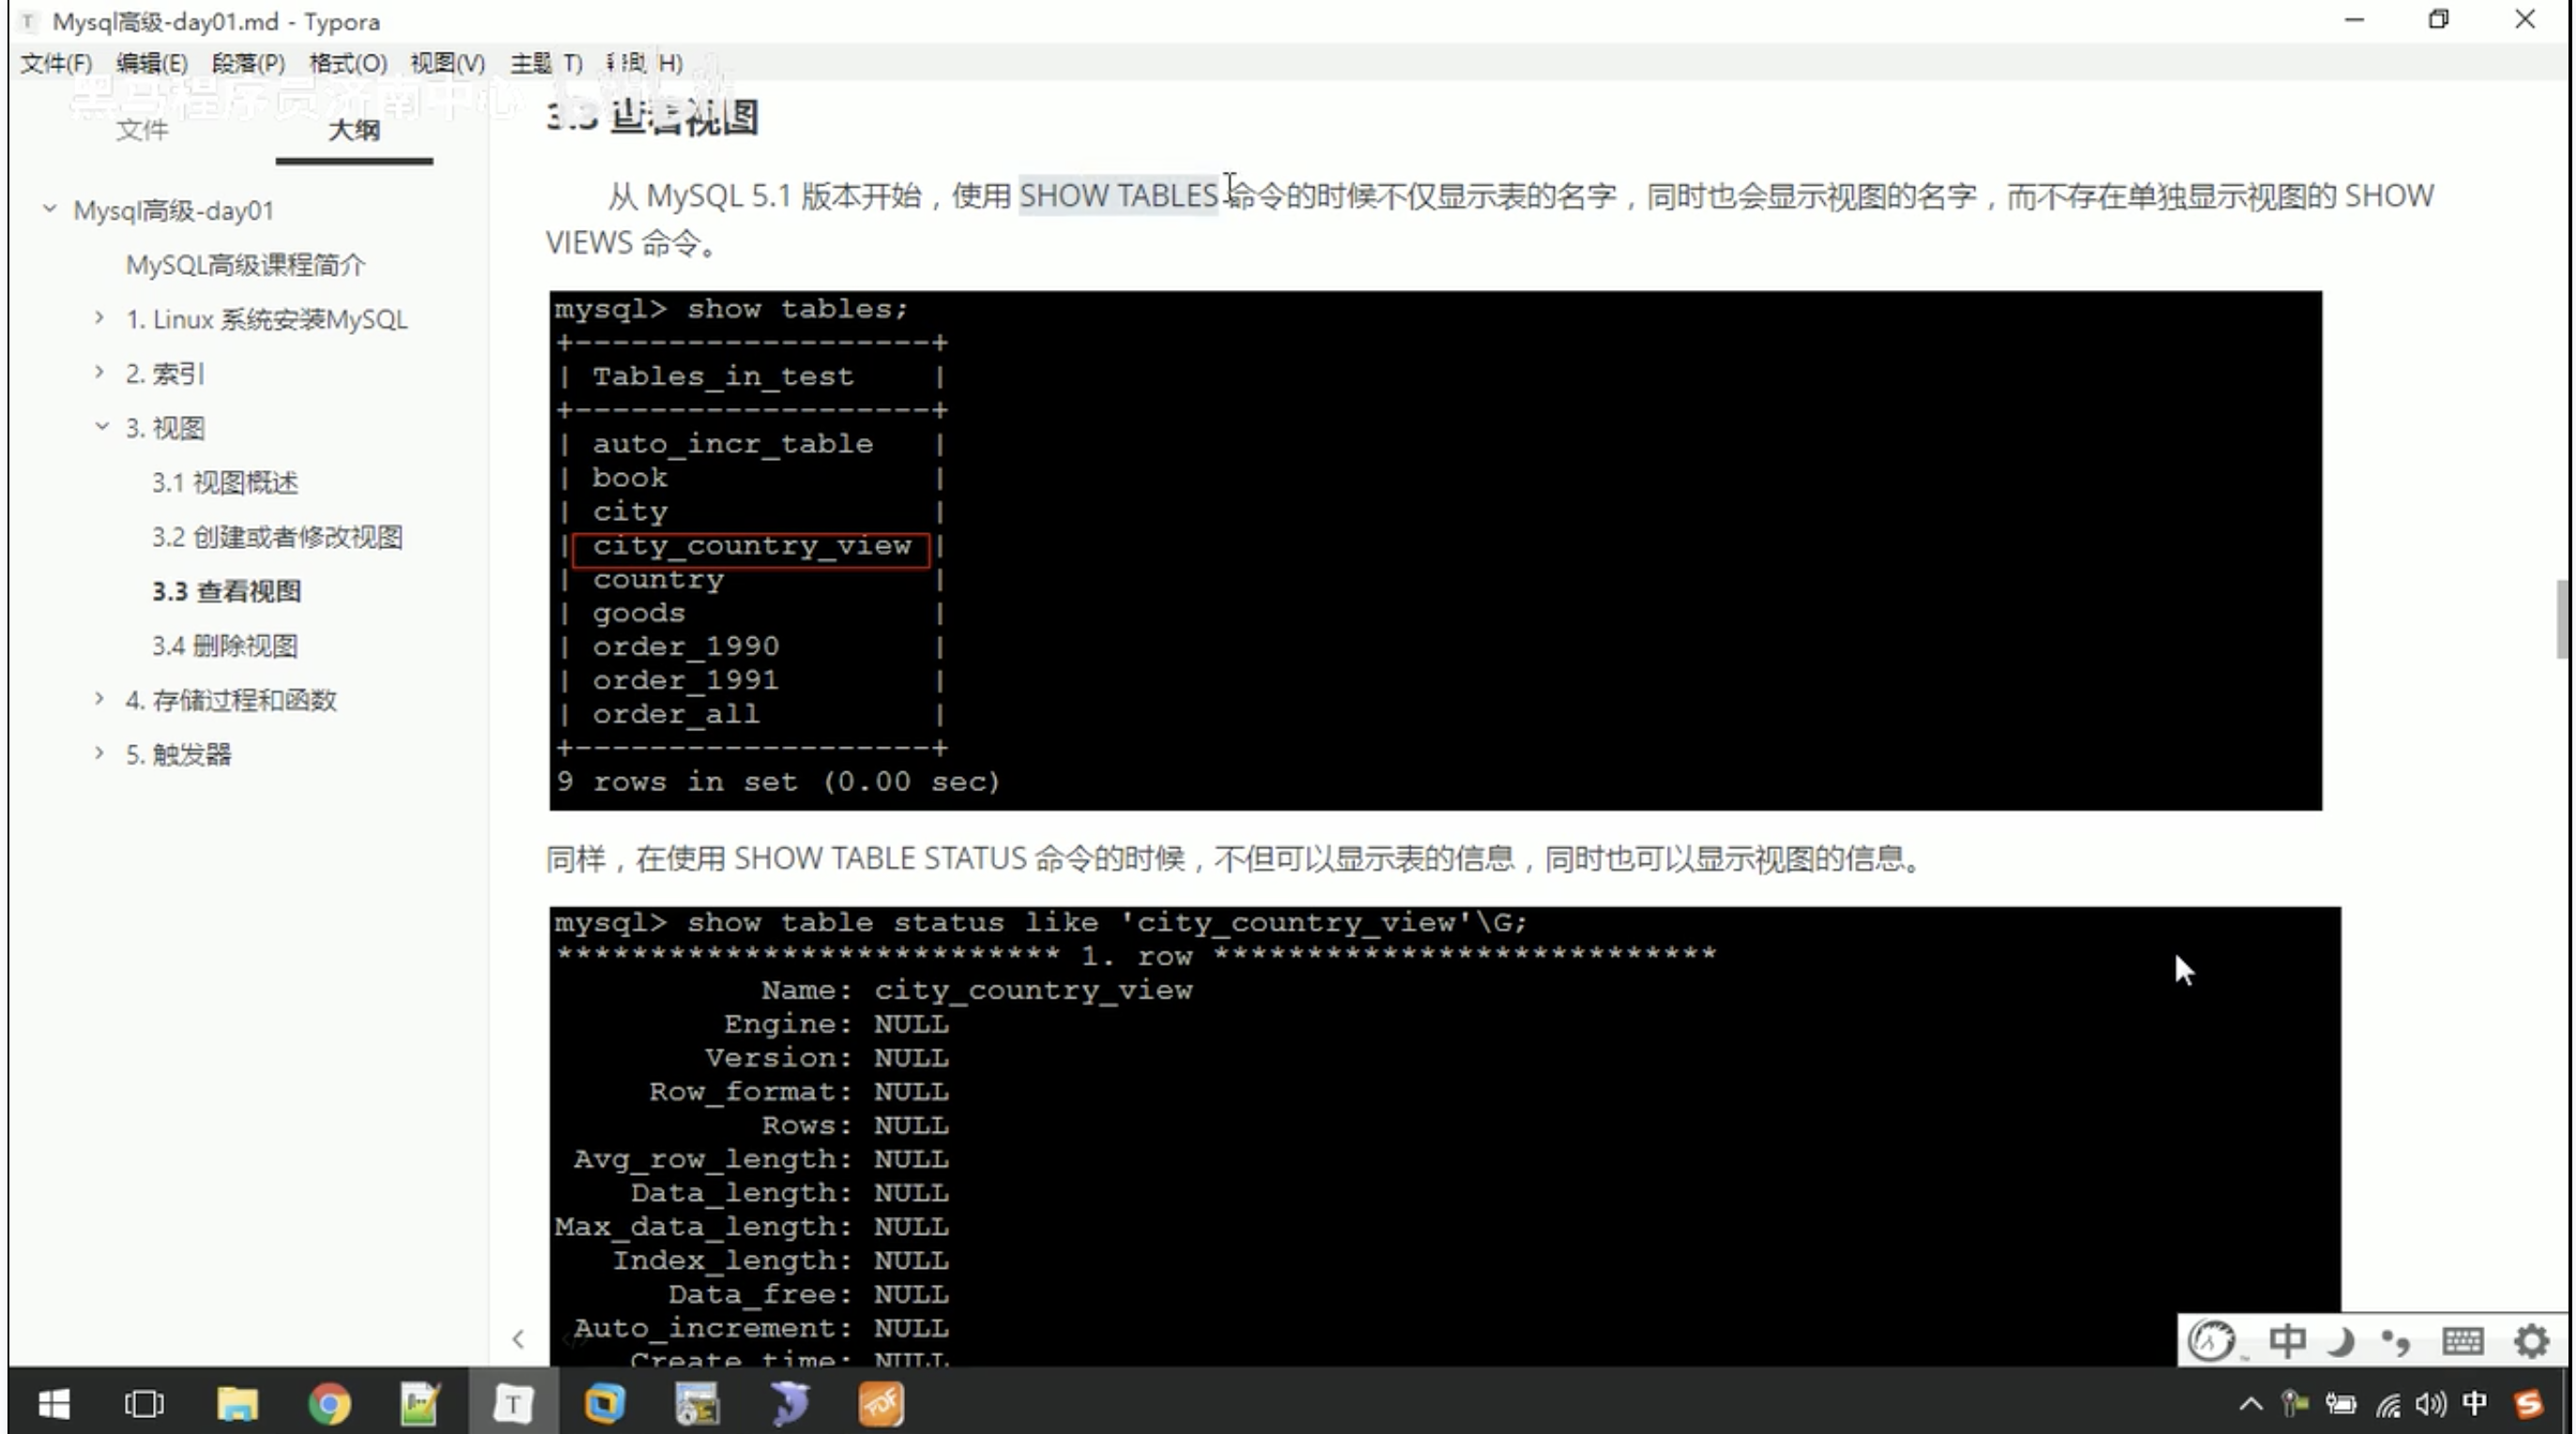 Mysql高级-day01.md - Typora
文件(F) 编辑(E) 段落(P) 格式(O) 视图(V) 主题(T) 帮助(H)
黑马程序员济南中心
文件 大纲
Mysql高级-day01
MySQL高级课程简介
1. Linux 系统安装MySQL
2. 索引
3. 视图
3.1 视图概述
3.2 创建或者修改视图
3.3 查看视图
3.4 删除视图
4. 存储过程和函数
5. 触发器
3.3 查看视图
从 MySQL 5.1 版本开始，使用 SHOW TABLES 命令的时候不仅显示表的名字，同时也会显示视图的名字，而不存在单独显示视图的 SHOW
VIEWS 命令。
mysql> show tables;
+-------------------+
| Tables_in_test    |
+-------------------+
| auto_incr_table   |
| book              |
| city              |
| city_country_view |
| country           |
| goods             |
| order_1990        |
| order_1991        |
| order_all         |
+-------------------+
9 rows in set (0.00 sec)
同样，在使用 SHOW TABLE STATUS 命令的时候，不但可以显示表的信息，同时也可以显示视图的信息。
mysql> show table status like 'city_country_view'\G;
*************************** 1. row ***************************
Name: city_country_view
Engine: NULL
Version: NULL
Row_format: NULL
Rows: NULL
Avg_row_length: NULL
Data_length: NULL
Max_data_length: NULL
Index_length: NULL
Data_free: NULL
Auto_increment: NULL
Create_time: NULL
中
T
PDF
中